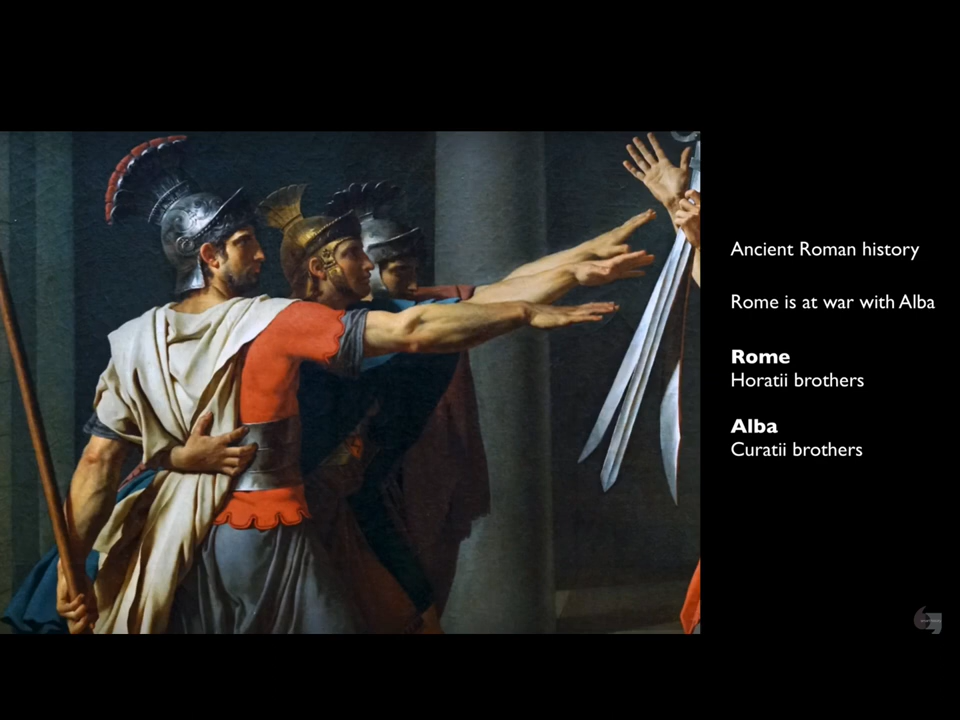 Ancient Roman history
Rome is at war with Alba
Rome
Horatii brothers
Alba
Curatii brothers